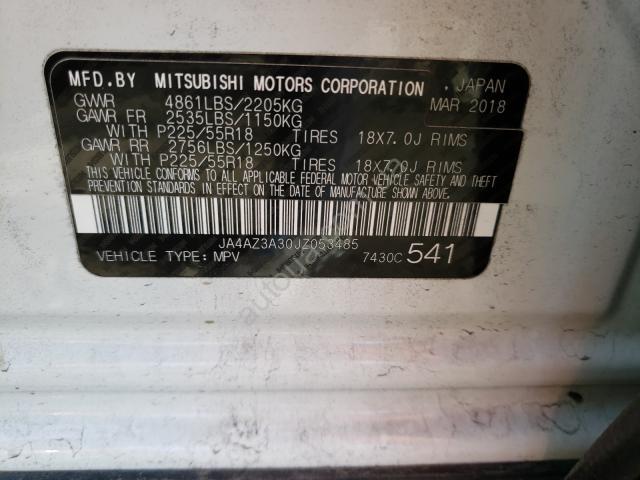 MFD.BY MITSUBISHI MOTORS CORPORATION . JAPAN
GWVR 4861LBS/2205KG MAR 2018
GAWR FR 2535LBS/1150KG
WITH P225/55R18 TIRES 18X7.0J RIMS
GAWR RR 2756LBS/1250KG
WITH P225/55R18 TIRES 18X7.0J RIMS
THIS VEHICLE CONFORMS TO ALL APPLICABLE FEDERAL MOTOR VEHICLE SAFETY AND THEFT
PREVENTION STANDARDS IN EFFECT ON THE DATE OF MANUFACTURE SHOWN ABOVE.
JA4AZ3A30JZ053485
VEHICLE TYPE: MPV 7430C 541